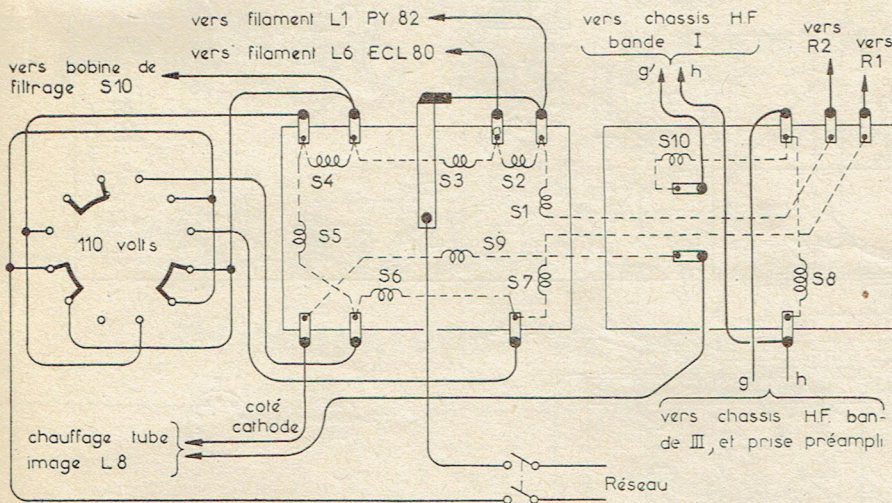 vers filament L1 PY 82
vers filament L6 ECL 80
vers bobine de
filtrage S10
vers chassis H.F
bande I
g' h
vers
R2
vers
R1
S10
S4
S3
S2
S1
110 volts
S5
S9
S6
S7
S8
coté
cathode
g h
chauffage tube
image L8
vers chassis H.F. ban-
de III, et prise préampli
Réseau